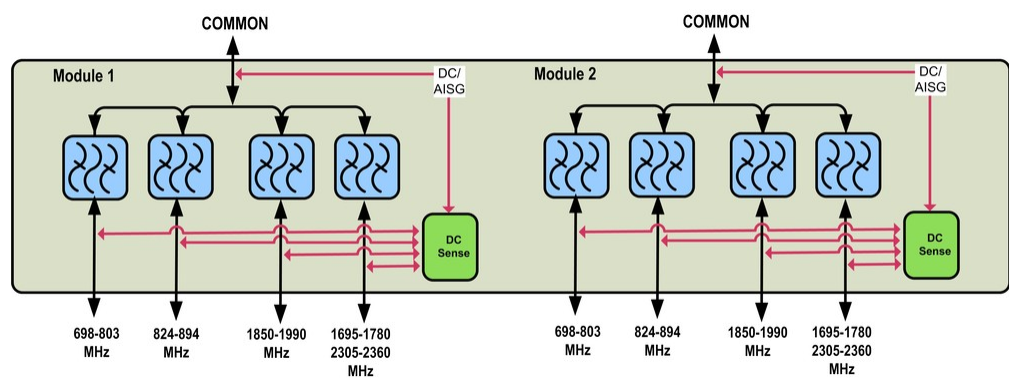 COMMON
COMMON
Module 1
DC/
AISG
Module 2
DC/
AISG
DC
Sense
DC
Sense
698-803
MHz
824-894
MHz
1850-1990
MHz
1695-1780
2305-2360
MHz
698-803
MHz
824-894
MHz
1850-1990
MHz
1695-1780
2305-2360
MHz